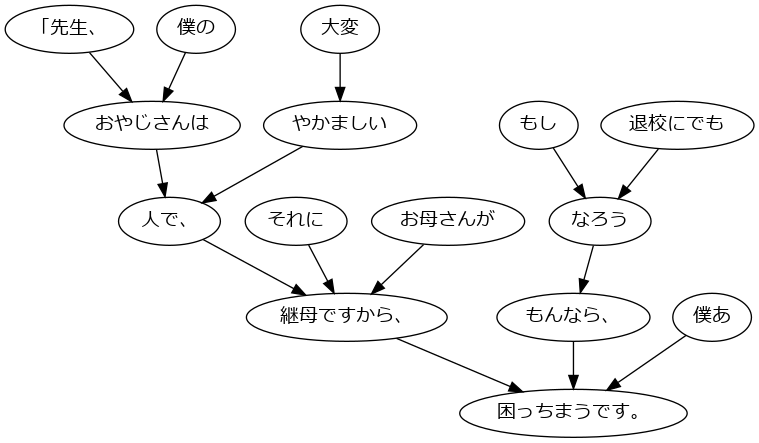 「先生、
僕の
大変
おやじさんは
やかましい
もし
退校にでも
人で、
それに
お母さんが
なろう
継母ですから、
もんなら、
僕あ
困っちまうです。